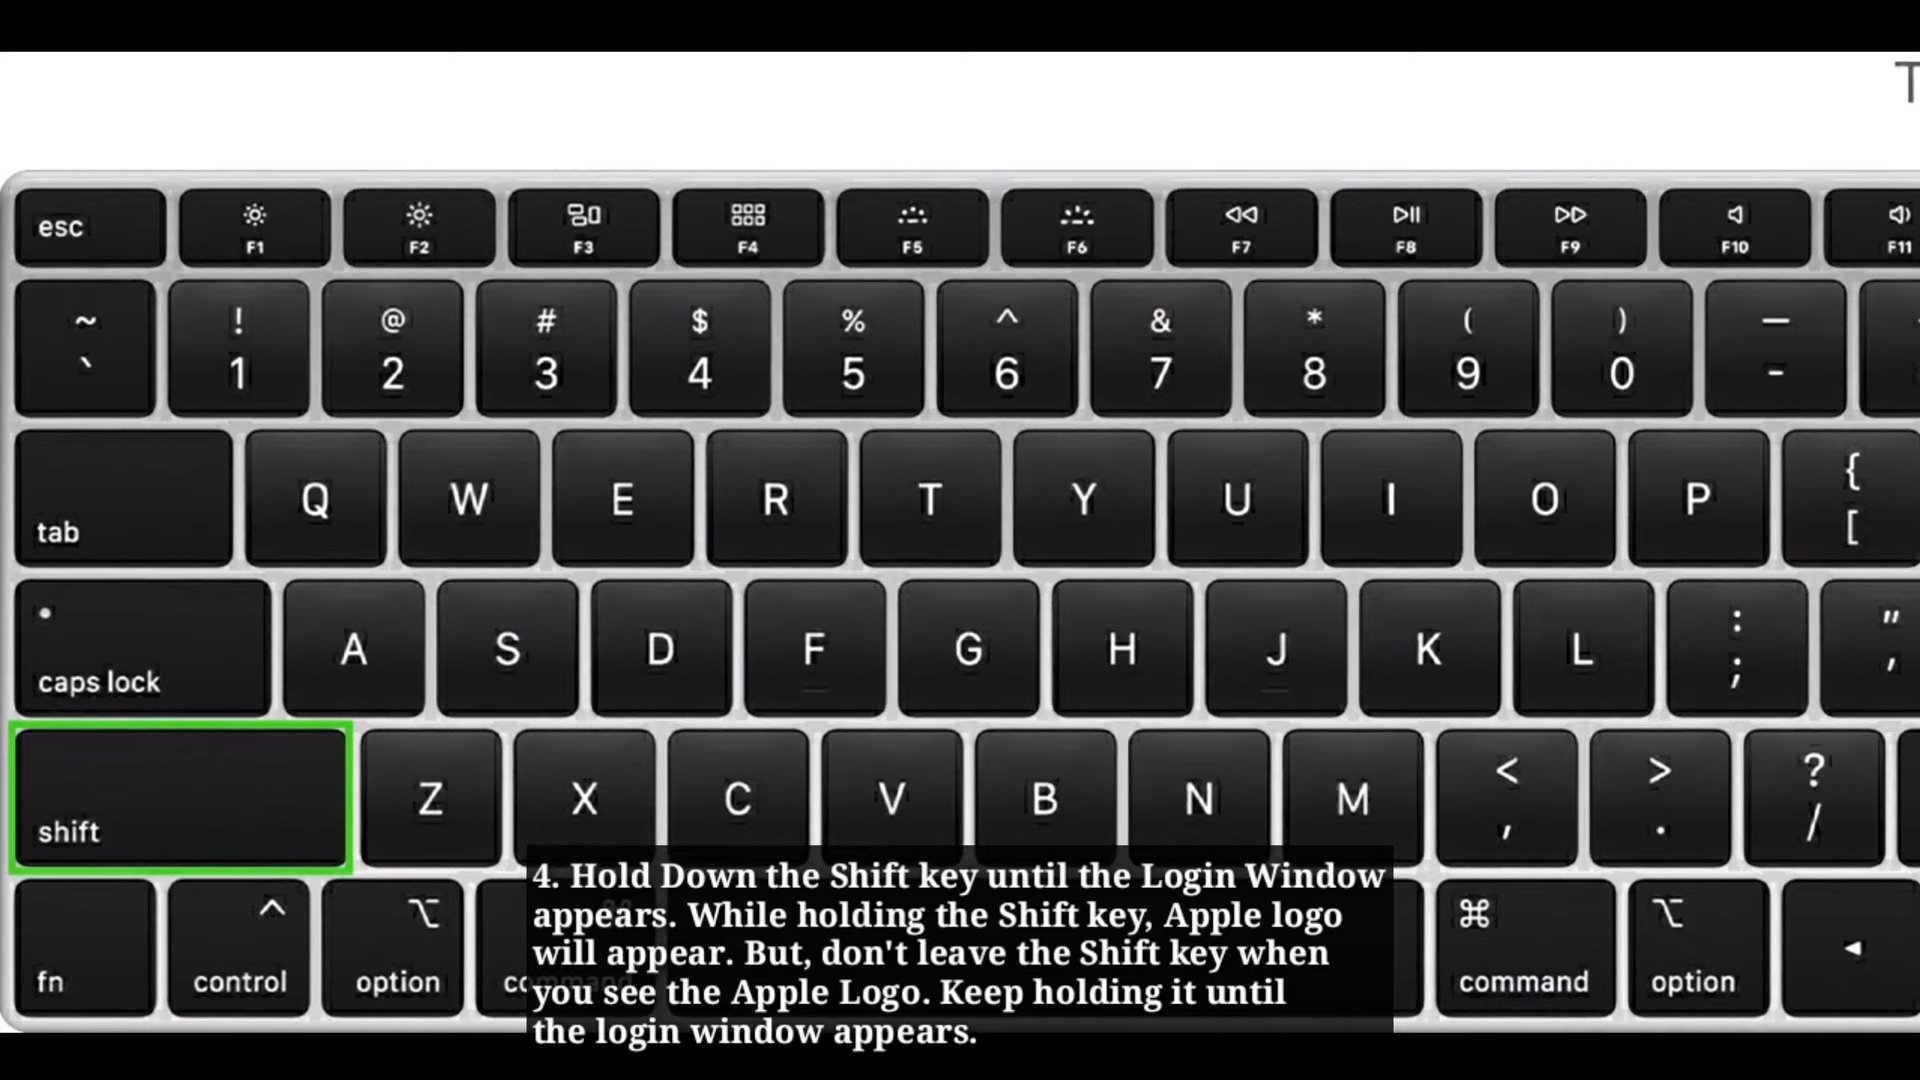 T
esc F1 F2 F3 F4 F5 F6 F7 F8 F9 F10 F11
~ ! @ # $ % ^ & * ( ) —
` 1 2 3 4 5 6 7 8 9 0 -
{
Q W E R T Y U I O P
tab [
A S D F G H J K L : "
caps lock ; '
Z X C V B N M < > ?
shift , . /
4. Hold Down the Shift key until the Login Window
appears. While holding the Shift key, Apple logo
will appear. But, don't leave the Shift key when
you see the Apple Logo. Keep holding it until
the login window appears.
^ ⌥ ⌘ ⌥
fn control option command option